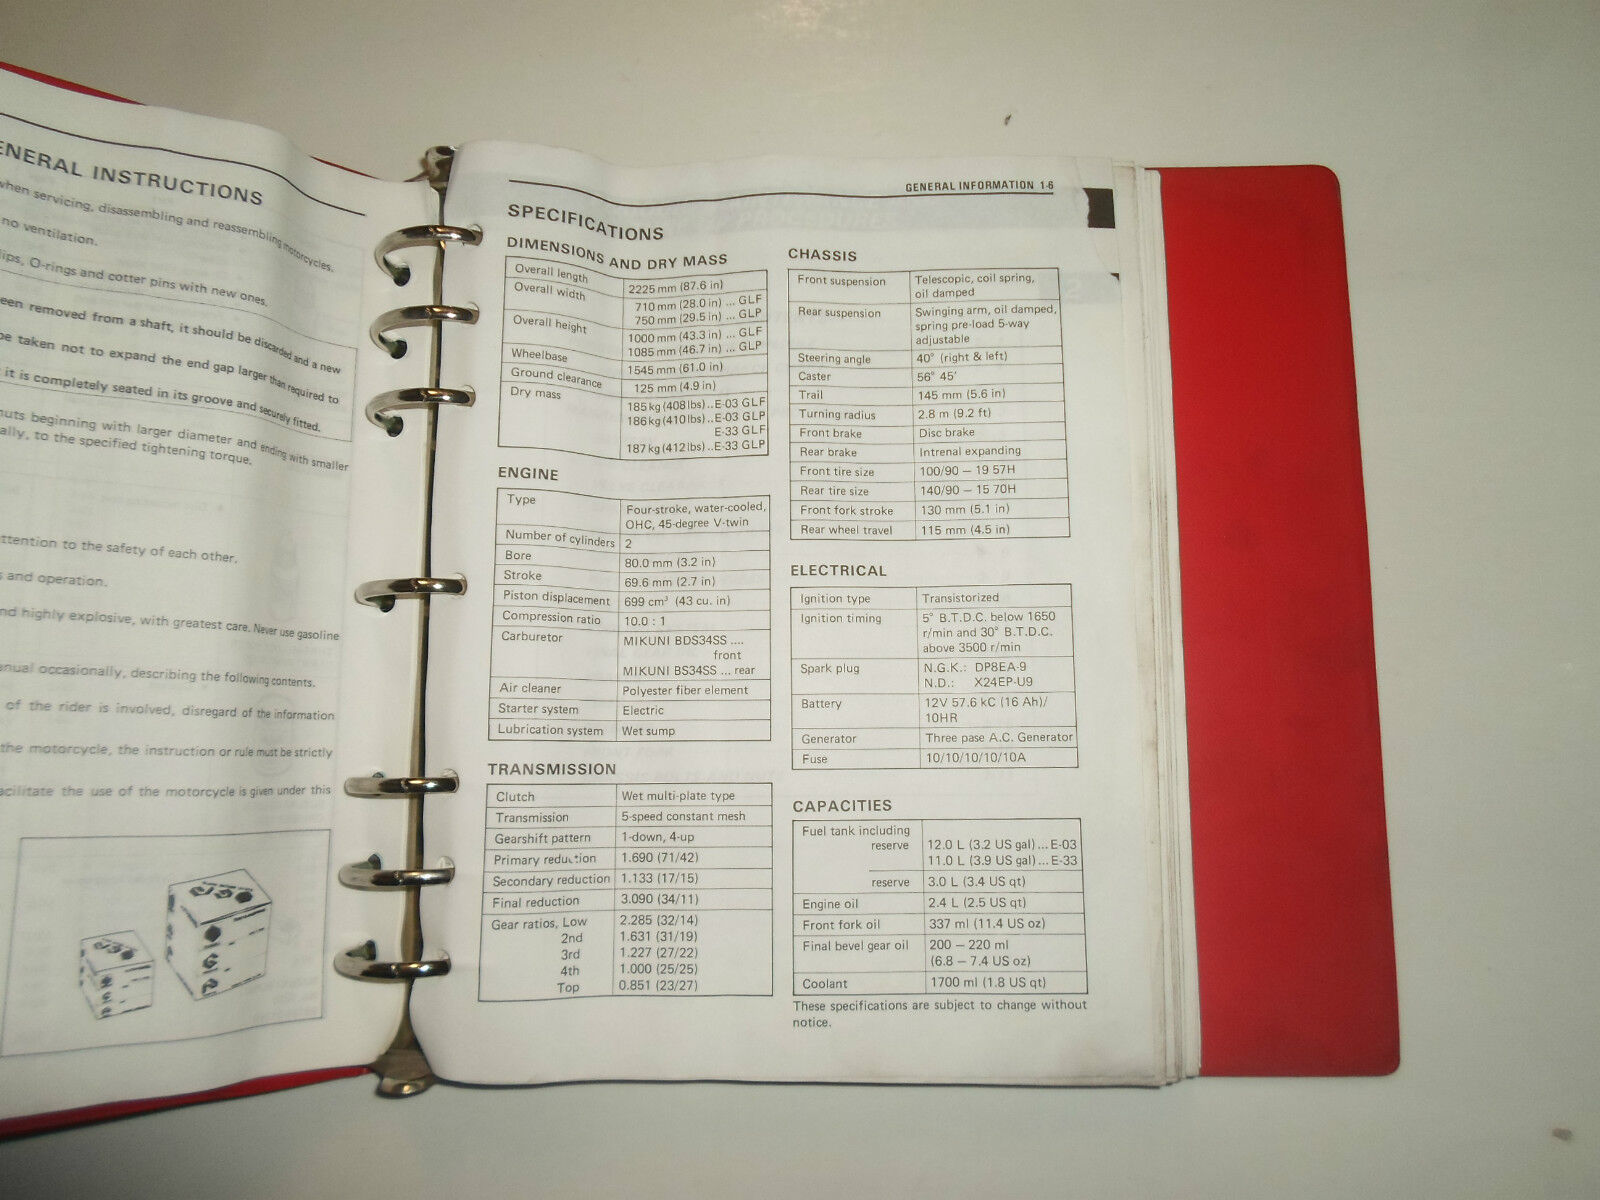 ENERAL INSTRUCTIONS
when servicing, disassembling and reassembling motorcycles.
no ventilation.
lips, O-rings and cotter pins with new ones.
een removed from a shaft, it should be discarded and a new
be taken not to expand the end gap larger than required to
it is completely seated in its groove and securely fitted.
nuts beginning with larger diameter and ending with smaller
ally, to the specified tightening torque.
ttention to the safety of each other.
s and operation.
nd highly explosive, with greatest care. Never use gasoline
anual occasionally, describing the following contents.
of the rider is involved, disregard of the information
the motorcycle, the instruction or rule must be strictly
acilitate the use of the motorcycle is given under this
GENERAL INFORMATION 1-6
SPECIFICATIONS
DIMENSIONS AND DRY MASS
Overall length 2225 mm (87.6 in)
Overall width 710 mm (28.0 in) ... GLF
750 mm (29.5 in) ... GLP
Overall height 1000 mm (43.3 in) ... GLF
1085 mm (46.7 in) ... GLP
Wheelbase 1545 mm (61.0 in)
Ground clearance 125 mm (4.9 in)
Dry mass 185 kg (408 lbs) .. E-03 GLF
186 kg (410 lbs) .. E-03 GLP
E-33 GLF
187 kg (412 lbs) .. E-33 GLP
ENGINE
Type Four-stroke, water-cooled,
OHC, 45-degree V-twin
Number of cylinders 2
Bore 80.0 mm (3.2 in)
Stroke 69.6 mm (2.7 in)
Piston displacement 699 cm³ (43 cu. in)
Compression ratio 10.0 : 1
Carburetor MIKUNI BDS34SS ....
front
MIKUNI BS34SS ... rear
Air cleaner Polyester fiber element
Starter system Electric
Lubrication system Wet sump
TRANSMISSION
Clutch Wet multi-plate type
Transmission 5-speed constant mesh
Gearshift pattern 1-down, 4-up
Primary reduction 1.690 (71/42)
Secondary reduction 1.133 (17/15)
Final reduction 3.090 (34/11)
Gear ratios, Low 2.285 (32/14)
2nd 1.631 (31/19)
3rd 1.227 (27/22)
4th 1.000 (25/25)
Top 0.851 (23/27)
CHASSIS
Front suspension Telescopic, coil spring,
oil damped
Rear suspension Swinging arm, oil damped,
spring pre-load 5-way
adjustable
Steering angle 40° (right & left)
Caster 56° 45'
Trail 145 mm (5.6 in)
Turning radius 2.8 m (9.2 ft)
Front brake Disc brake
Rear brake Intrenal expanding
Front tire size 100/90 – 19 57H
Rear tire size 140/90 – 15 70H
Front fork stroke 130 mm (5.1 in)
Rear wheel travel 115 mm (4.5 in)
ELECTRICAL
Ignition type Transistorized
Ignition timing 5° B.T.D.C. below 1650
r/min and 30° B.T.D.C.
above 3500 r/min
Spark plug N.G.K.: DP8EA-9
N.D.: X24EP-U9
Battery 12V 57.6 kC (16 Ah)/
10HR
Generator Three pase A.C. Generator
Fuse 10/10/10/10/10A
CAPACITIES
Fuel tank including
reserve 12.0 L (3.2 US gal) ... E-03
11.0 L (3.9 US gal) ... E-33
reserve 3.0 L (3.4 US qt)
Engine oil 2.4 L (2.5 US qt)
Front fork oil 337 ml (11.4 US oz)
Final bevel gear oil 200 – 220 ml
(6.8 – 7.4 US oz)
Coolant 1700 ml (1.8 US qt)
These specifications are subject to change without
notice.